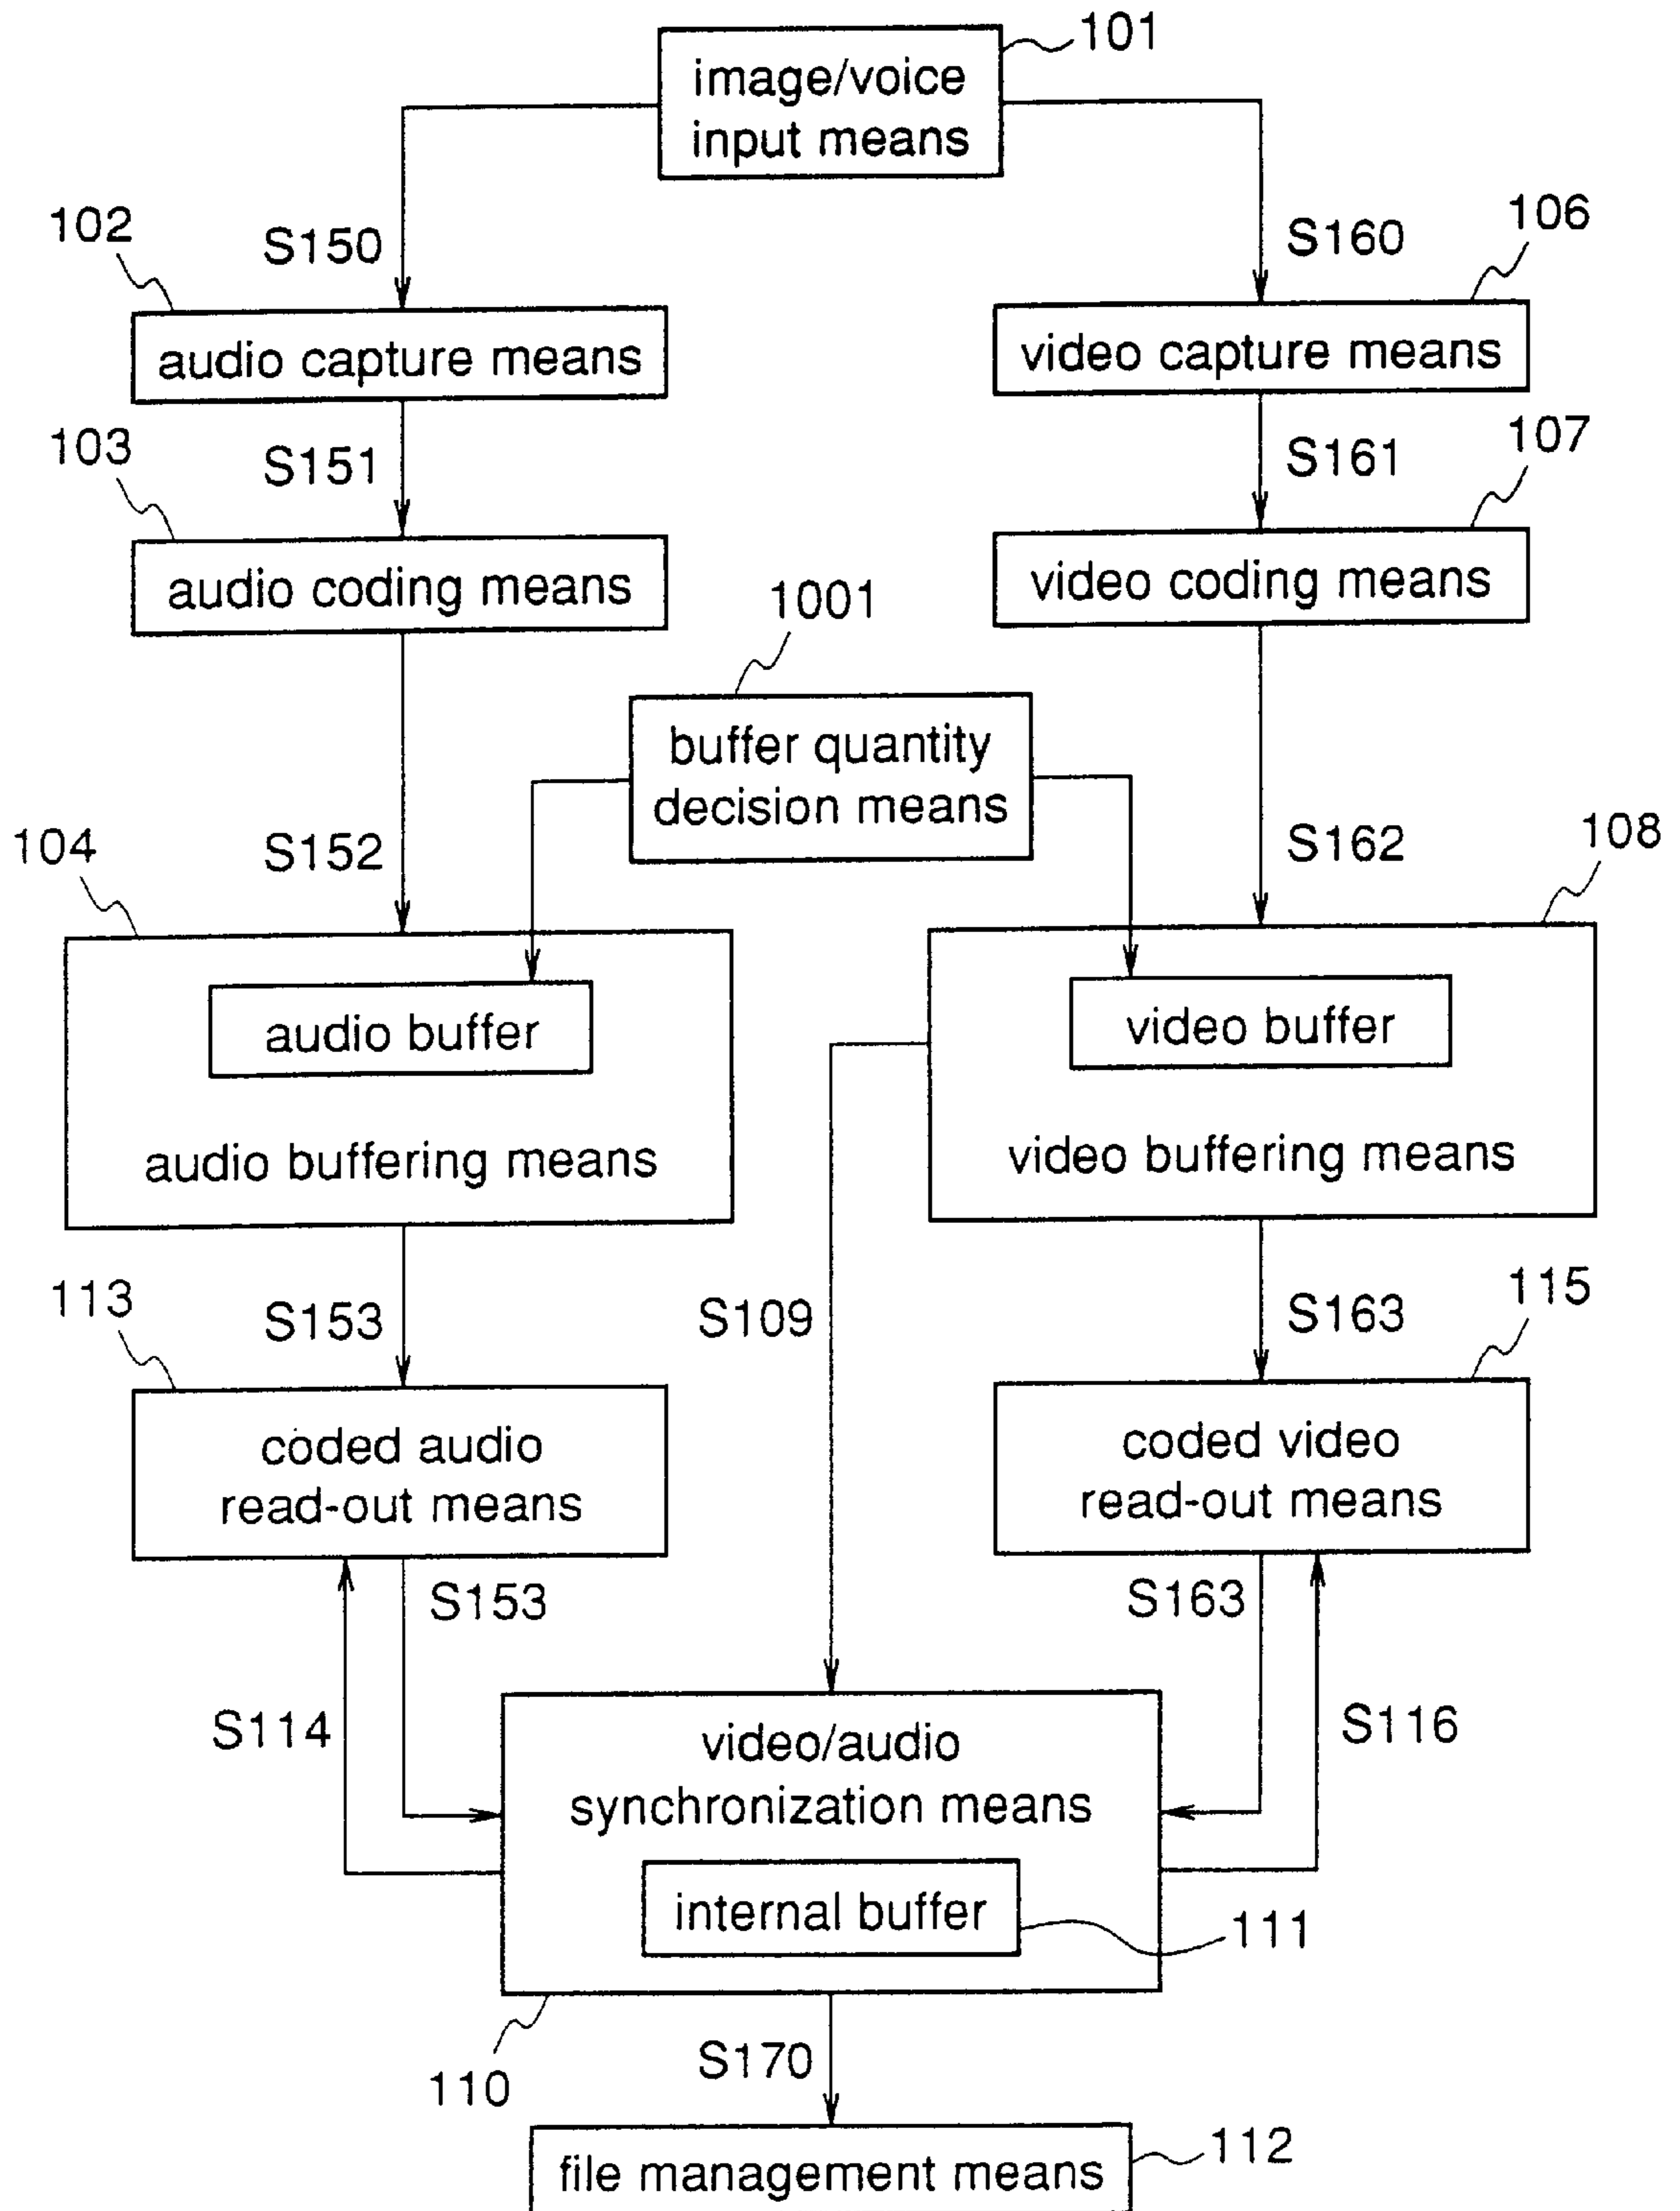 101
image/voice
input means
102
S150
S160
106
audio capture means
video capture means
103
S151
S161
107
audio coding means
video coding means
1001
buffer quantity
decision means
104
S152
S162
108
audio buffer
video buffer
audio buffering means
video buffering means
113
S153
S109
S163
115
coded audio
read-out means
coded video
read-out means
S153
S163
S114
S116
video/audio
synchronization means
internal buffer
111
110
S170
112
file management means